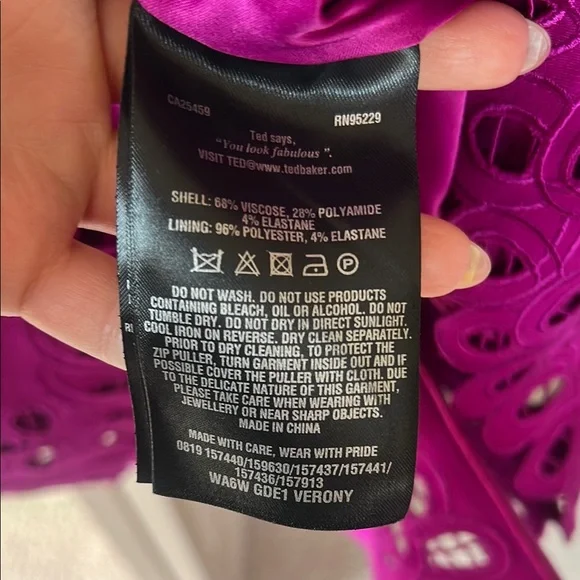 CA25459 RN95229
Ted says,
"You look fabulous".
VISIT TED@www.tedbaker.com
SHELL: 68% VISCOSE, 28% POLYAMIDE
4% ELASTANE
LINING: 96% POLYESTER, 4% ELASTANE
P
DO NOT WASH. DO NOT USE PRODUCTS
CONTAINING BLEACH, OIL OR ALCOHOL. DO NOT
TUMBLE DRY. DO NOT DRY IN DIRECT SUNLIGHT.
COOL IRON ON REVERSE. DRY CLEAN SEPARATELY.
PRIOR TO DRY CLEANING, TO PROTECT THE
ZIP PULLER, TURN GARMENT INSIDE OUT AND IF
POSSIBLE COVER THE PULLER WITH CLOTH. DUE
TO THE DELICATE NATURE OF THIS GARMENT,
PLEASE TAKE CARE WHEN WEARING WITH
JEWELLERY OR NEAR SHARP OBJECTS.
MADE IN CHINA
MADE WITH CARE, WEAR WITH PRIDE
0819 157440/159630/157437/157441/
157436/157913
WA6W GDE1 VERONY